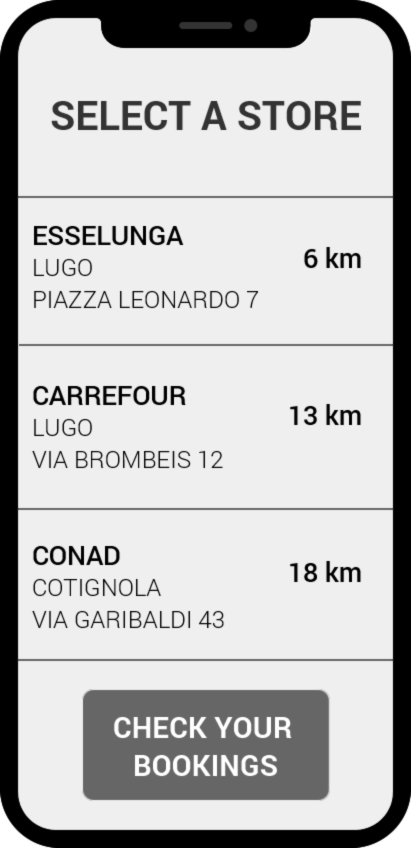 SELECT A STORE
ESSELUNGA
LUGO
PIAZZA LEONARDO 7
6 km
CARREFOUR
LUGO
VIA BROMBEIS 12
13 km
CONAD
COTIGNOLA
VIA GARIBALDI 43
18 km
CHECK YOUR
BOOKINGS